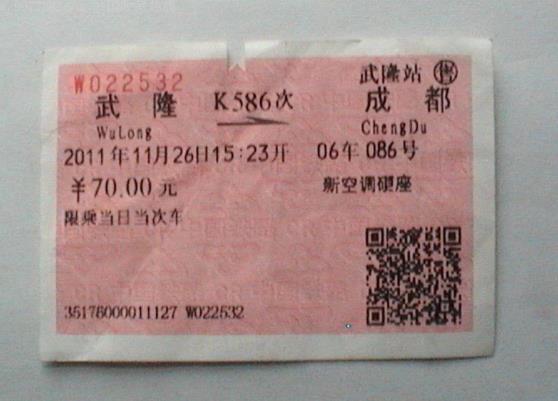 W022532 武隆站 售
武隆 K586次 成都
WuLong ChengDu
2011年11月26日15:23开 06车 086号
￥70.00元 新空调硬座
限乘当日当次车
35176000011127 W022532